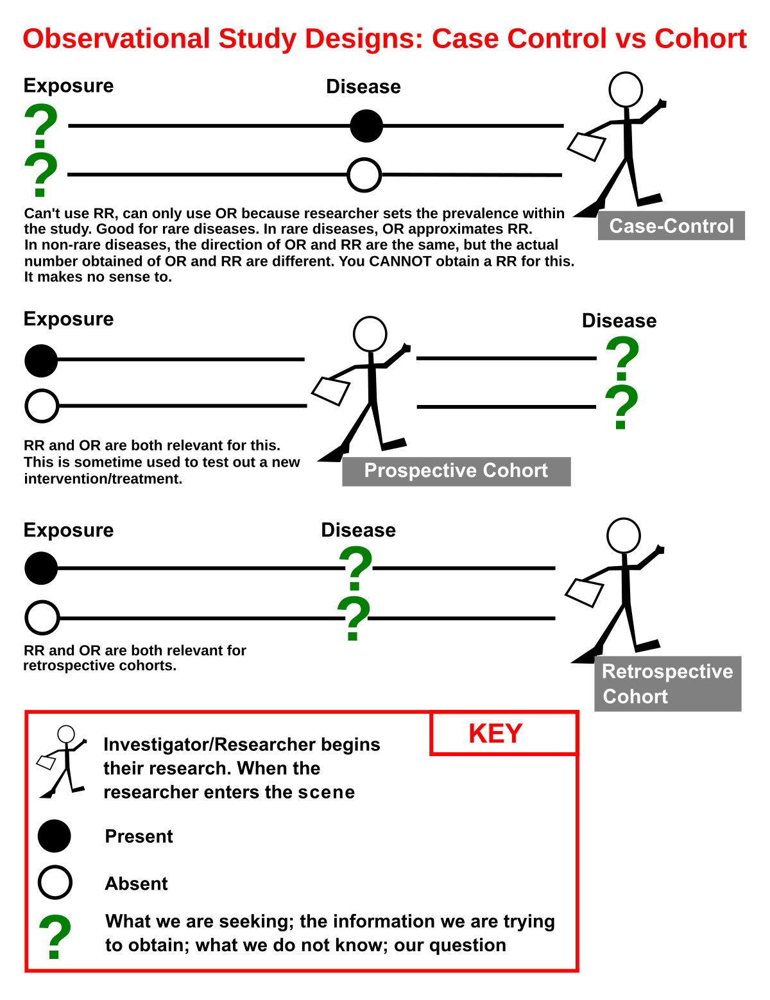 Observational Study Designs: Case Control vs Cohort
Exposure
Disease
?
?
Can't use RR, can only use OR because researcher sets the prevalence within
the study. Good for rare diseases. In rare diseases, OR approximates RR.
In non-rare diseases, the direction of OR and RR are the same, but the actual
number obtained of OR and RR are different. You CANNOT obtain a RR for this.
It makes no sense to.
Case-Control
Exposure
Disease
?
?
RR and OR are both relevant for this.
This is sometime used to test out a new
intervention/treatment.
Prospective Cohort
Exposure
Disease
?
?
RR and OR are both relevant for
retrospective cohorts.
Retrospective
Cohort
KEY
Investigator/Researcher begins
their research. When the
researcher enters the scene
Present
Absent
?
What we are seeking; the information we are trying
to obtain; what we do not know; our question